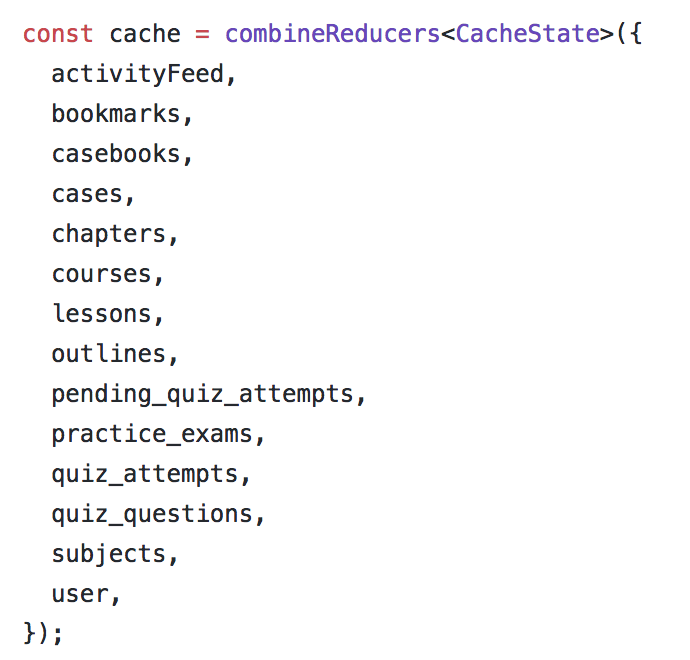 const cache = combineReducers<CacheState>({
  activityFeed,
  bookmarks,
  casebooks,
  cases,
  chapters,
  courses,
  lessons,
  outlines,
  pending_quiz_attempts,
  practice_exams,
  quiz_attempts,
  quiz_questions,
  subjects,
  user,
});